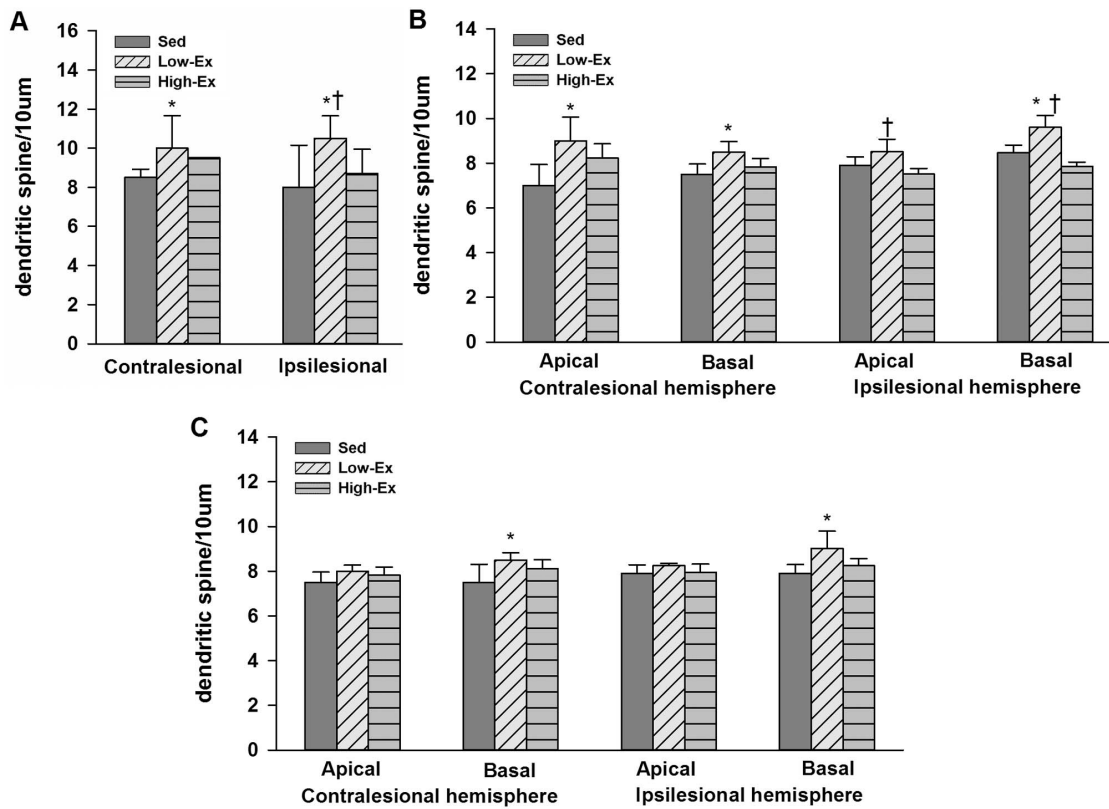 A
dendritic spine/10um
16
14
12
10
8
6
4
2
0
Sed
Low-Ex
High-Ex
*
*†
Contralesional
Ipsilesional
B
dendritic spine/10um
14
12
10
8
6
4
2
0
Sed
Low-Ex
High-Ex
*
*
†
* †
Apical
Basal
Apical
Basal
Contralesional hemisphere
Ipsilesional hemisphere
C
dendritic spine/10um
14
12
10
8
6
4
2
0
Sed
Low-Ex
High-Ex
*
*
Apical
Basal
Apical
Basal
Contralesional hemisphere
Ipsilesional hemisphere